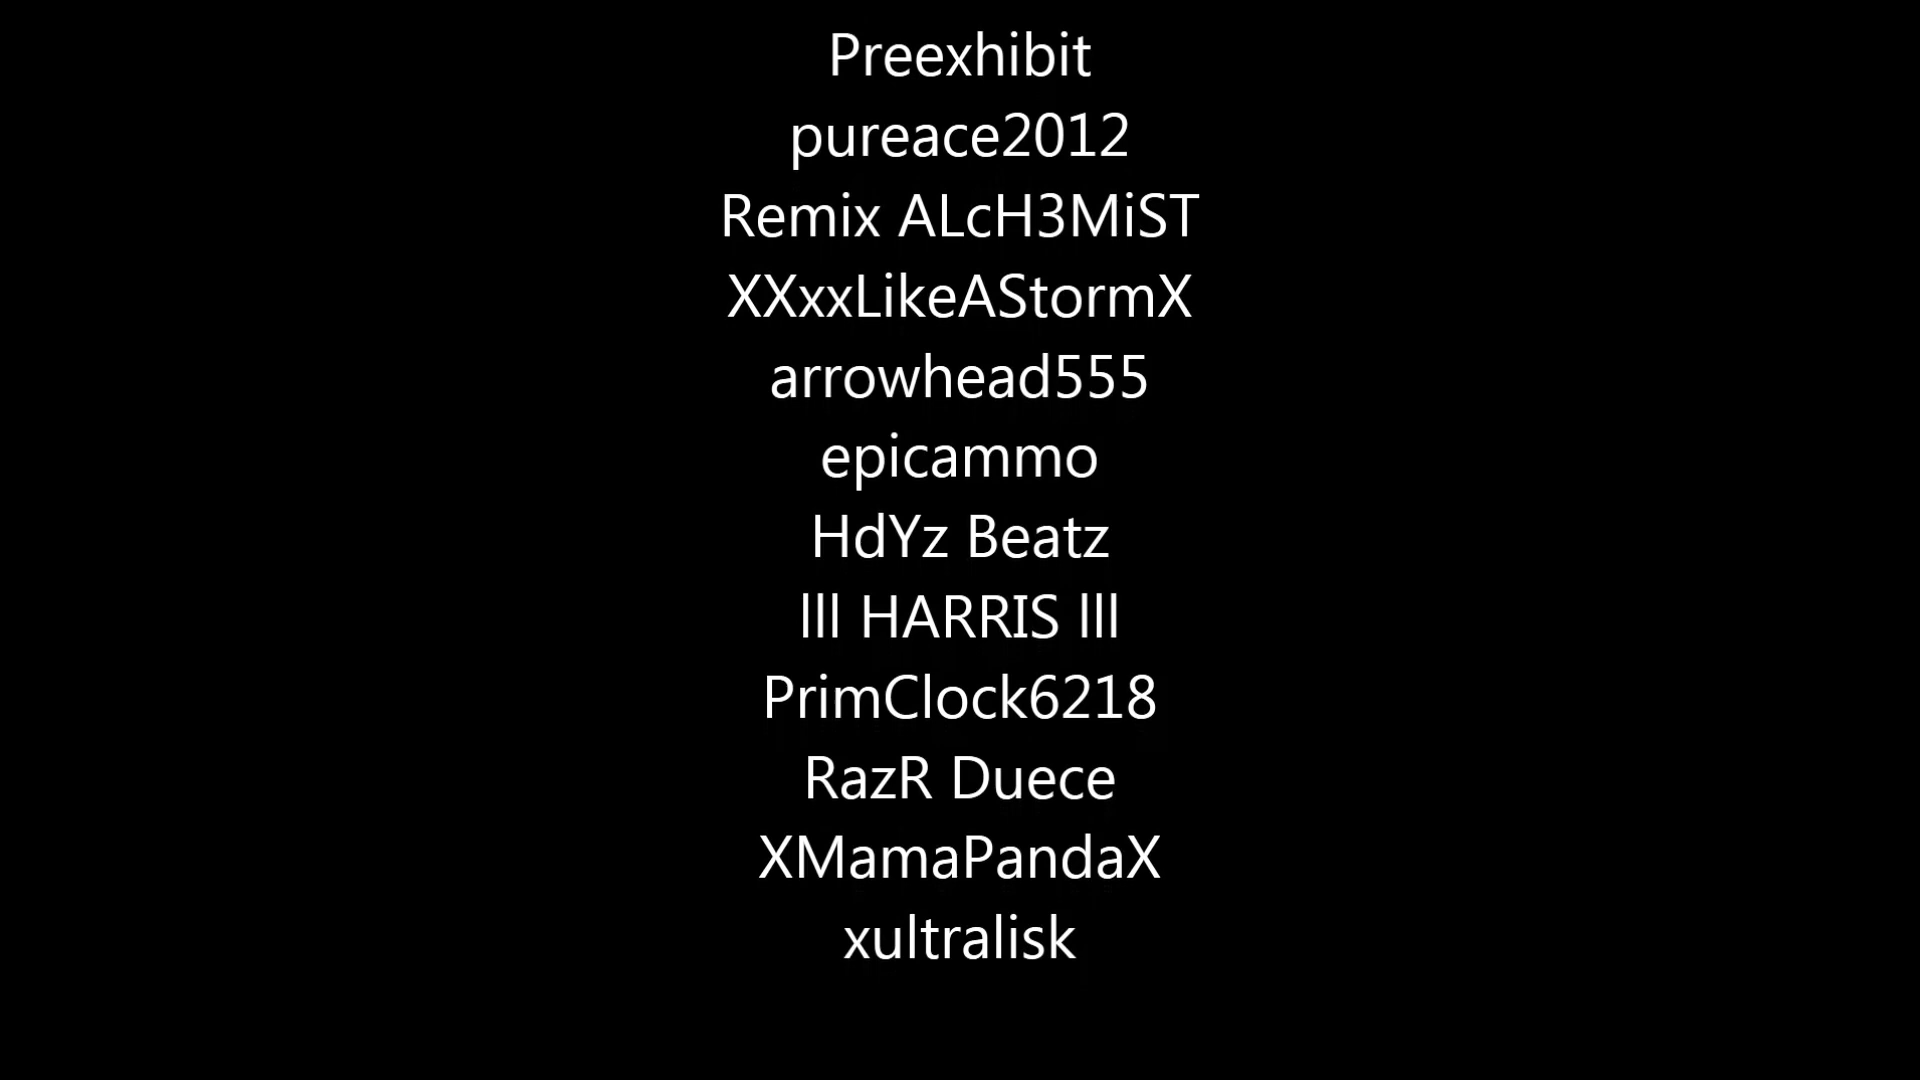 Preexhibit
pureace2012
Remix ALcH3MiST
XXxxLikeAStormX
arrowhead555
epicammo
HdYz Beatz
lll HARRIS lll
PrimClock6218
RazR Duece
XMamaPandaX
xultralisk